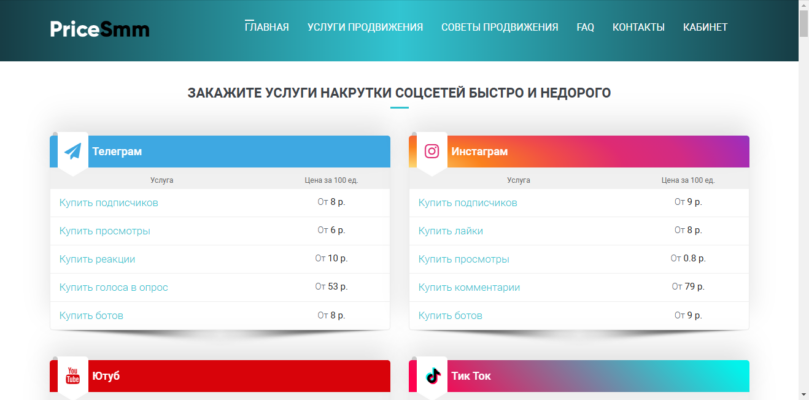 PriceSmm
ГЛАВНАЯ УСЛУГИ ПРОДВИЖЕНИЯ СОВЕТЫ ПРОДВИЖЕНИЯ FAQ КОНТАКТЫ КАБИНЕТ
ЗАКАЖИТЕ УСЛУГИ НАКРУТКИ СОЦСЕТЕЙ БЫСТРО И НЕДОРОГО
Телеграм
Услуга Цена за 100 ед.
Купить подписчиков От 8 р.
Купить просмотры От 6 р.
Купить реакции От 10 р.
Купить голоса в опрос От 53 р.
Купить ботов От 8 р.
Инстаграм
Услуга Цена за 100 ед.
Купить подписчиков От 9 р.
Купить лайки От 8 р.
Купить просмотры От 0.8 р.
Купить комментарии От 79 р.
Купить ботов От 9 р.
You Tube Ютуб
Тик Ток